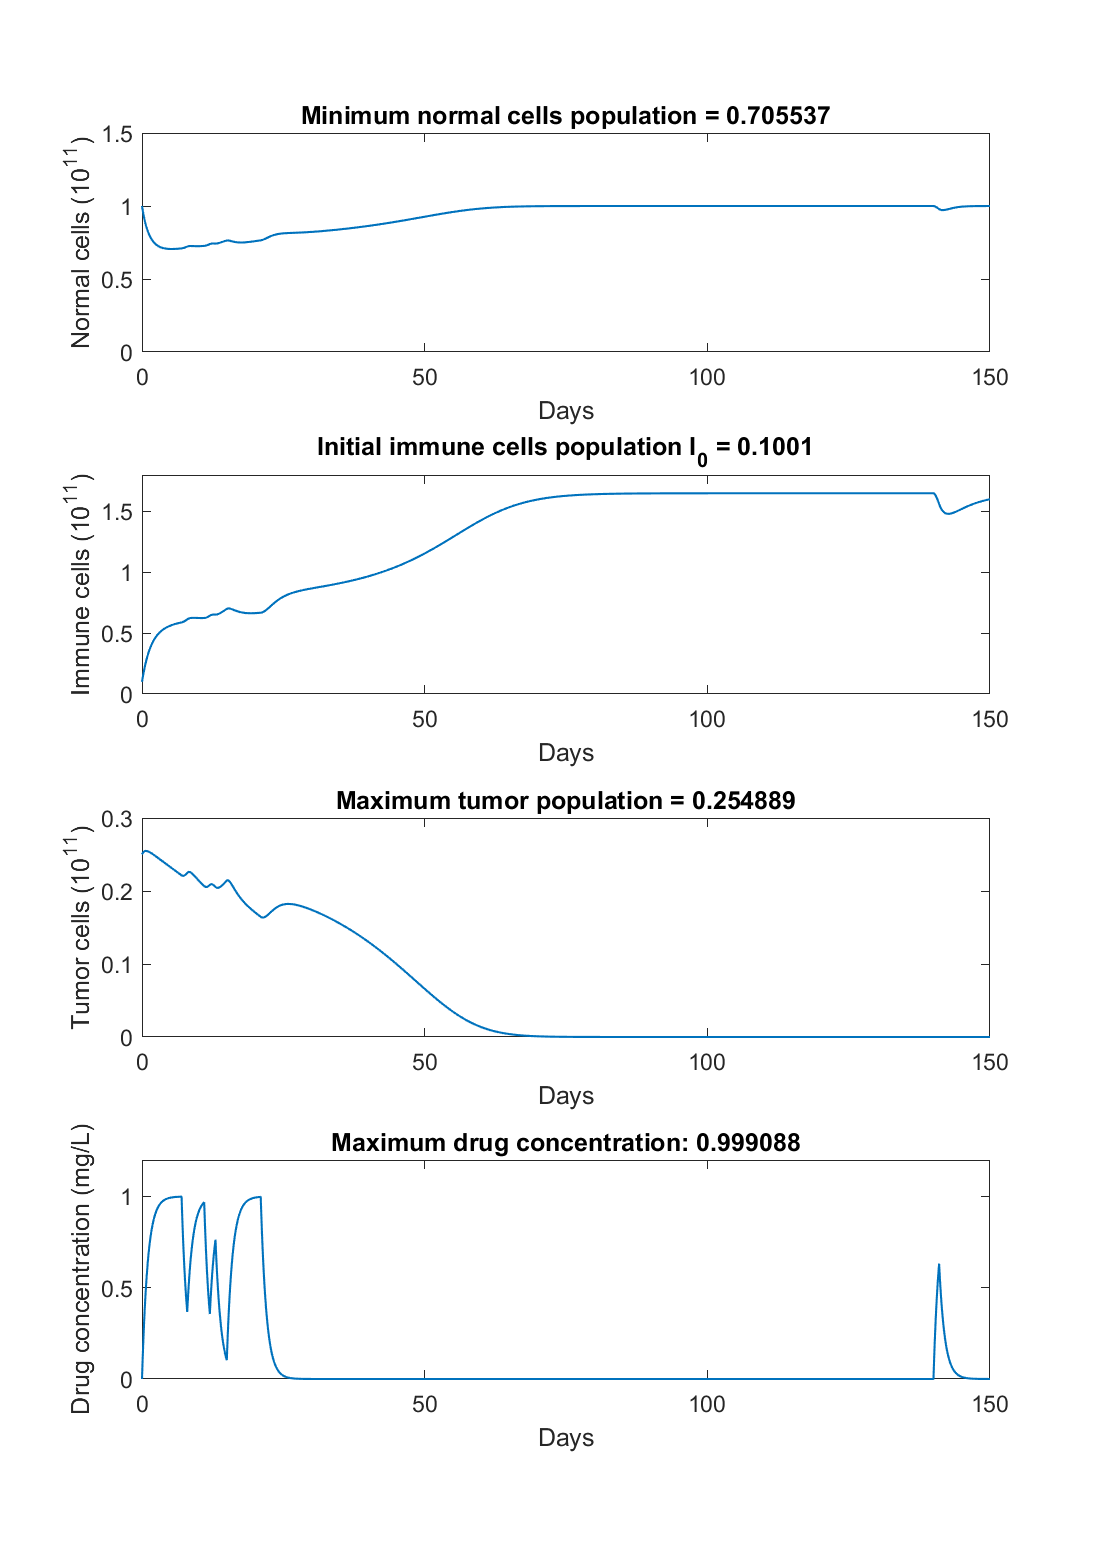 Minimum normal cells population = 0.705537
Normal cells (10^11)
1.5
1
0.5
0
0 50 100 150
Days
Initial immune cells population I_0 = 0.1001
Immune cells (10^11)
1.5
1
0.5
0
0 50 100 150
Days
Maximum tumor population = 0.254889
Tumor cells (10^11)
0.3
0.2
0.1
0
0 50 100 150
Days
Maximum drug concentration: 0.999088
Drug concentration (mg/L)
1
0.5
0
0 50 100 150
Days